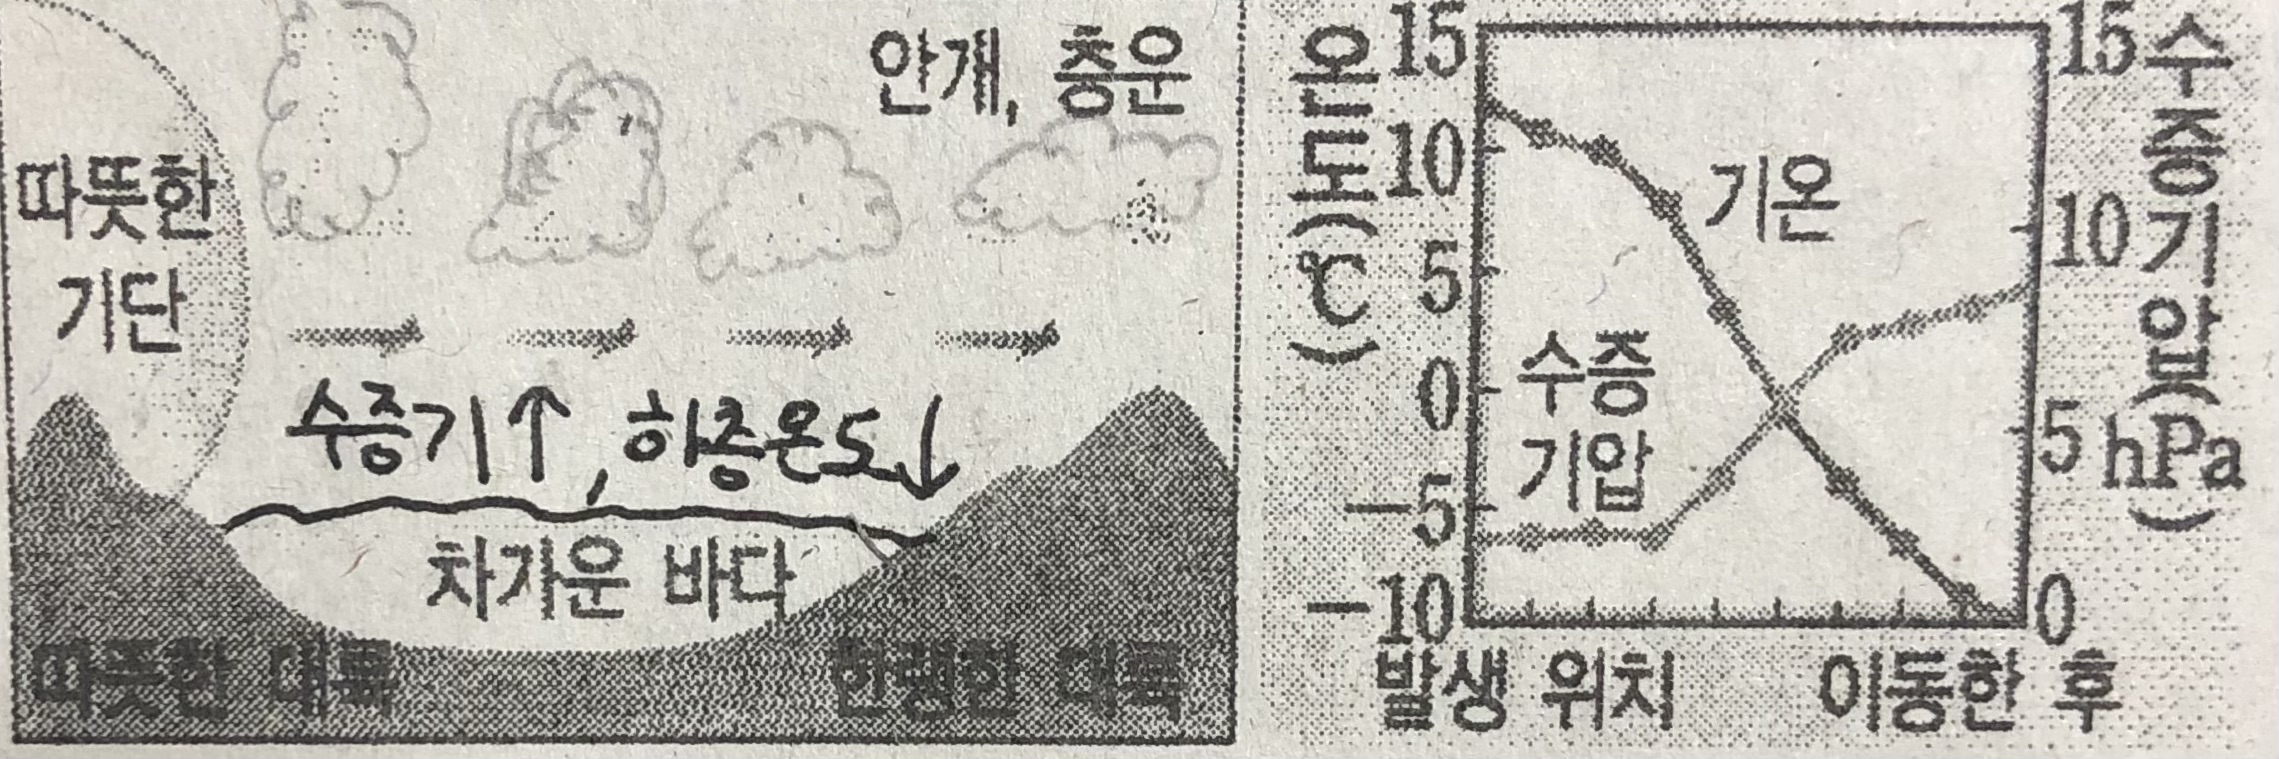 안개, 층운
따뜻한
기단
수증기↑, 하층온도↓
차가운 바다
따뜻한 대륙
한랭한 대륙
온도(℃)
15
10
5
0
-5
-10
기온
수증
기압
15
10
5
0
수증기압(hPa)
발생 위치
이동한 후